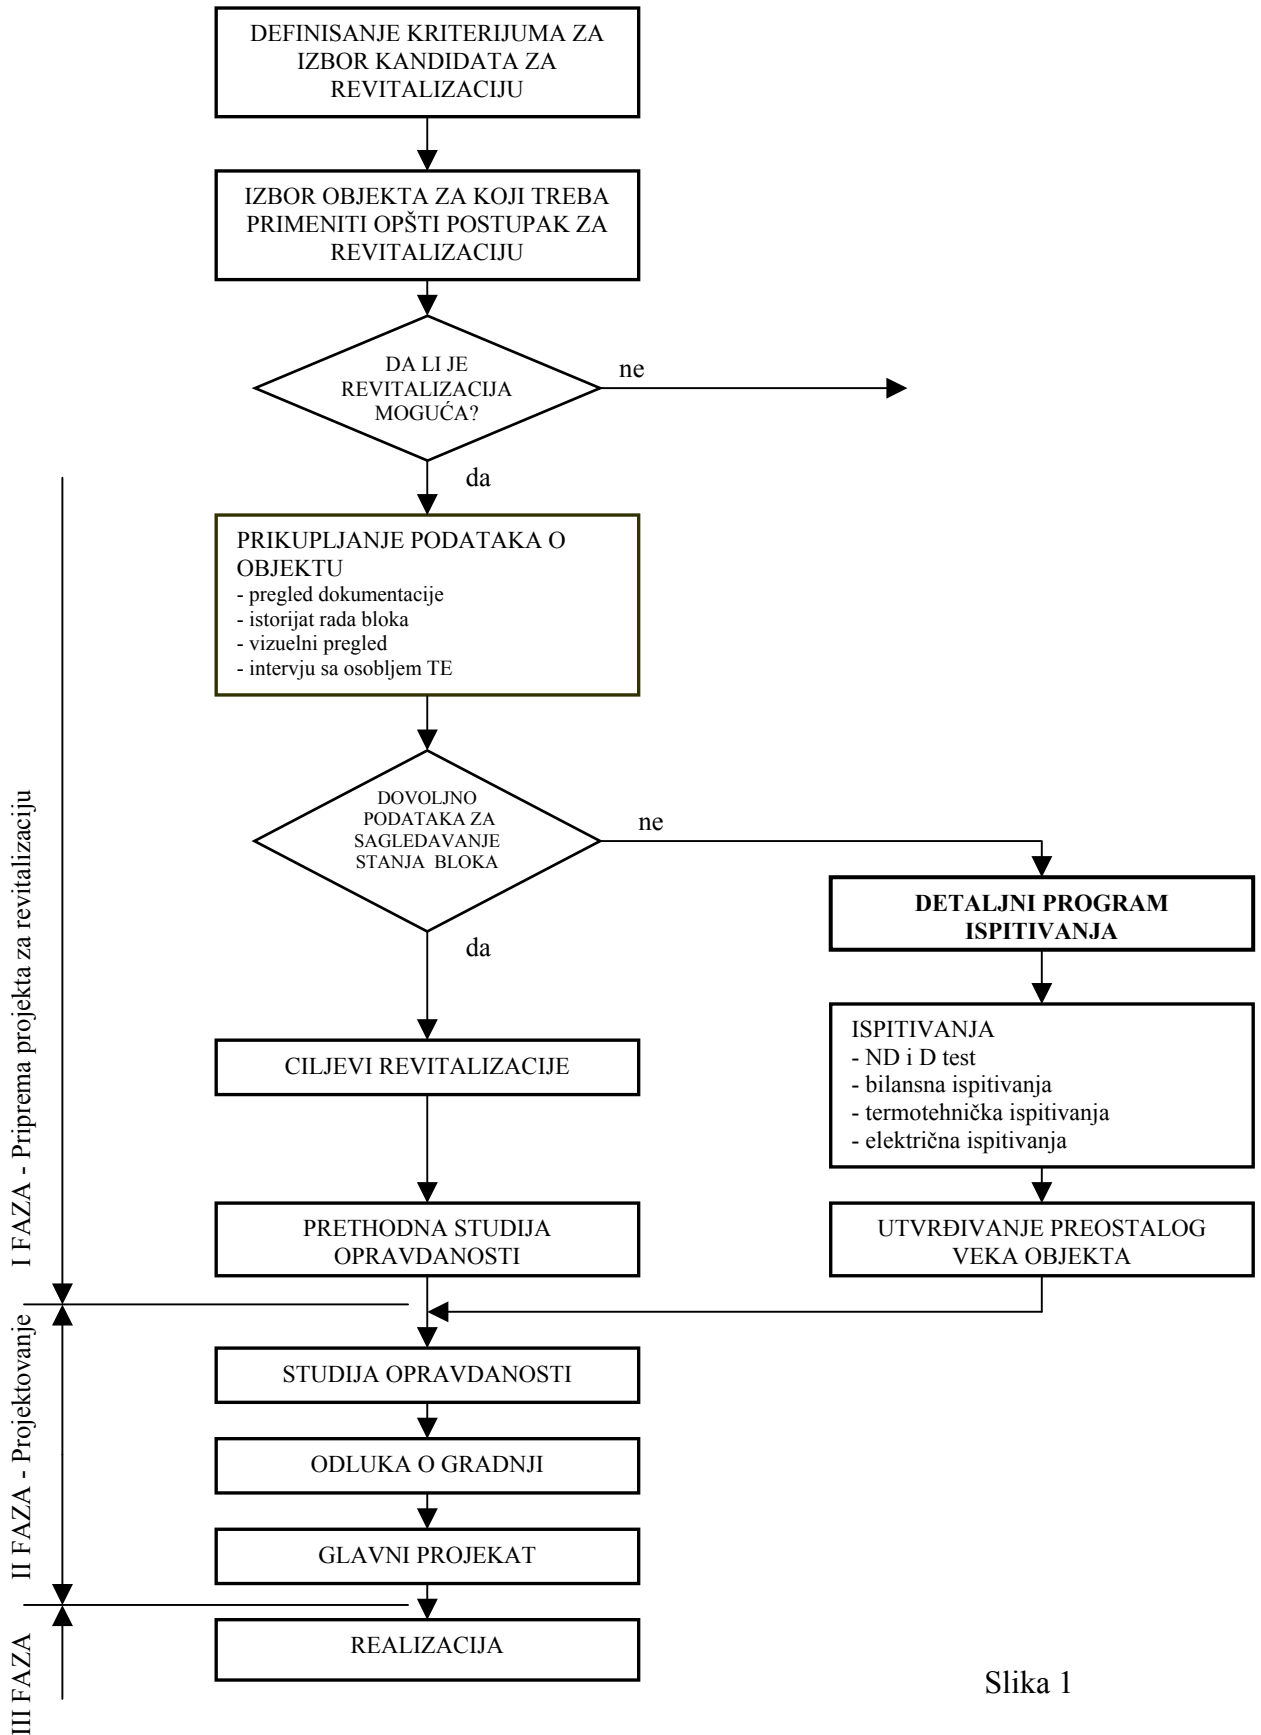 DEFINISANJE KRITERIJUMA ZA
IZBOR KANDIDATA ZA
REVITALIZACIJU
IZBOR OBJEKTA ZA KOJI TREBA
PRIMENITI OPŠTI POSTUPAK ZA
REVITALIZACIJU
DA LI JE
REVITALIZACIJA
MOGUĆA?
ne
da
PRIKUPLJANJE PODATAKA O
OBJEKTU
- pregled dokumentacije
- istorijat rada bloka
- vizuelni pregled
- intervju sa osobljem TE
DOVOLJNO
PODATAKA ZA
SAGLEDAVANJE
STANJA BLOKA
ne
da
DETALJNI PROGRAM
ISPITIVANJA
ISPITIVANJA
- ND i D test
- bilansna ispitivanja
- termotehnička ispitivanja
- električna ispitivanja
CILJEVI REVITALIZACIJE
PRETHODNA STUDIJA
OPRAVDANOSTI
UTVRĐIVANJE PREOSTALOG
VEKA OBJEKTA
I FAZA - Priprema projekta za revitalizaciju
STUDIJA OPRAVDANOSTI
ODLUKA O GRADNJI
GLAVNI PROJEKAT
II FAZA - Projektovanje
REALIZACIJA
III FAZA
Slika 1